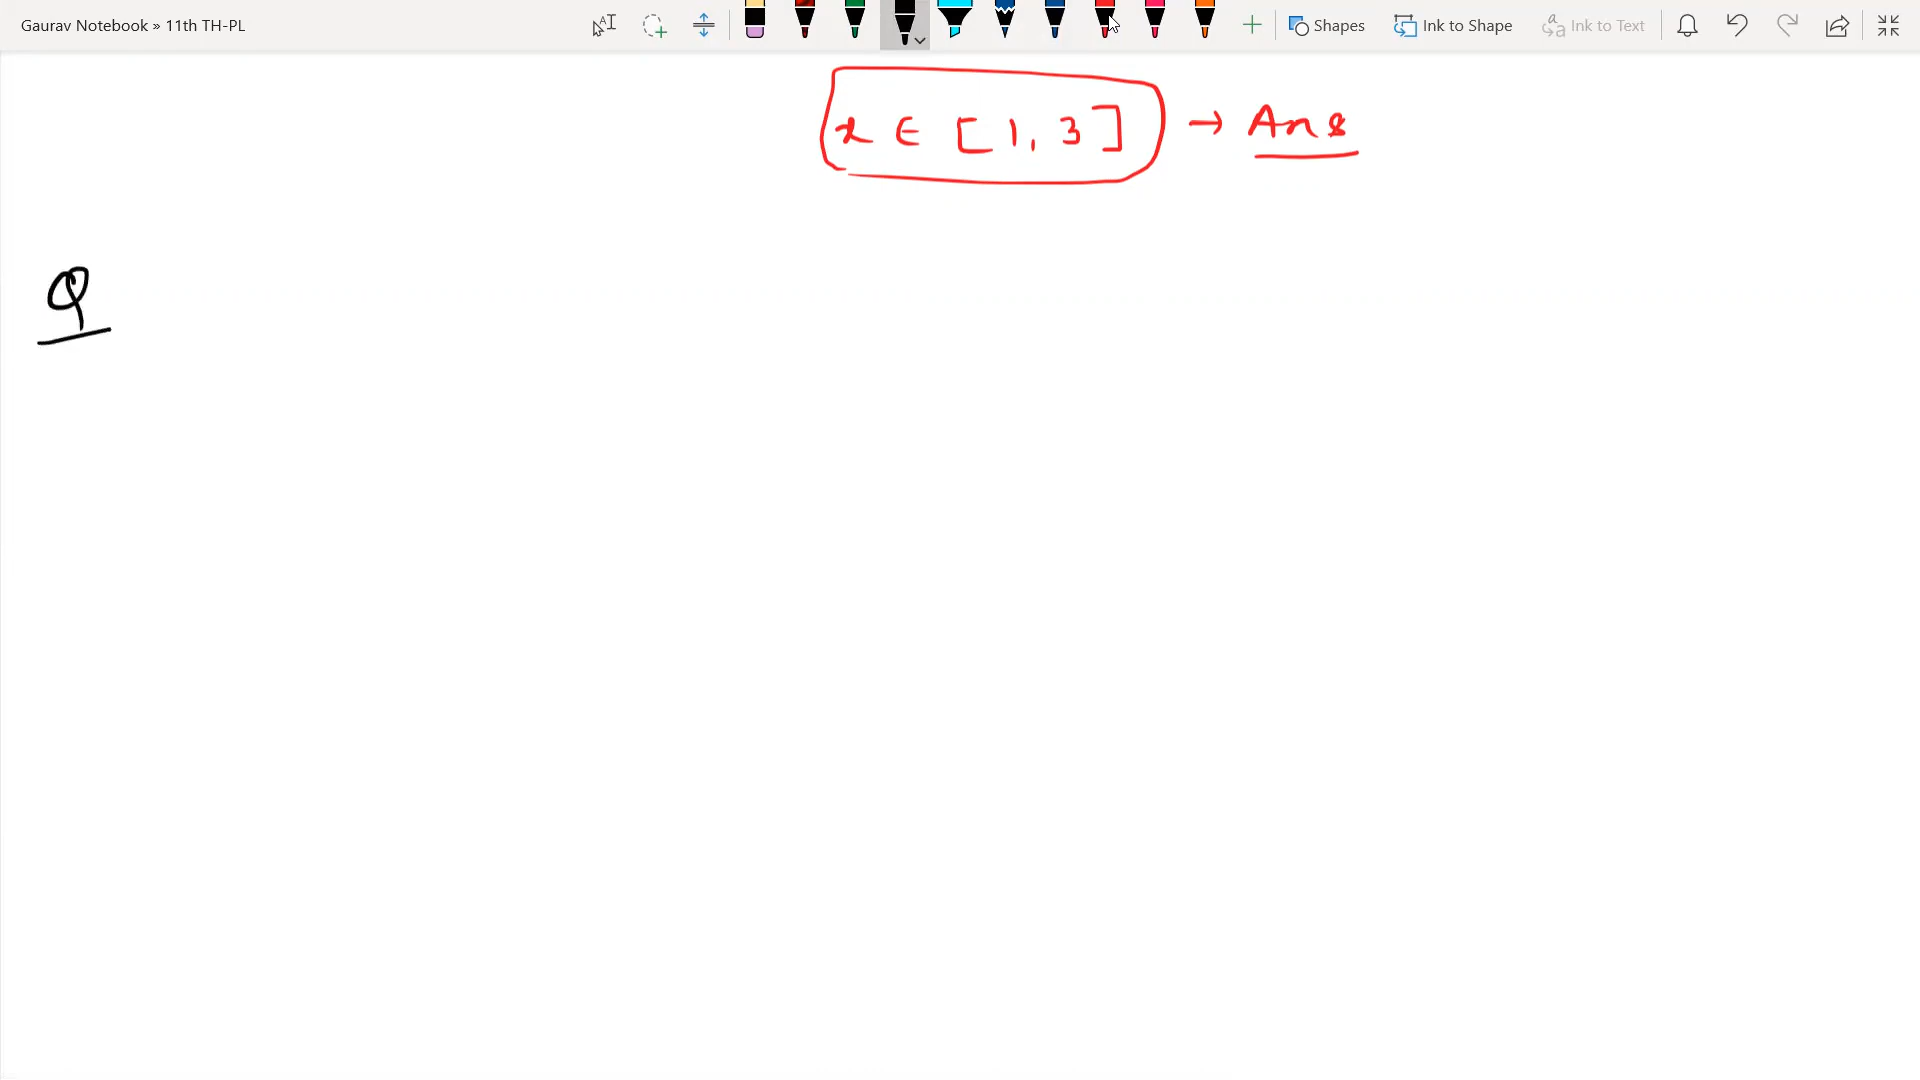 Gaurav Notebook » 11th TH-PL Shapes Ink to Shape Ink to Text
x ∈ [1, 3] → Ans
Q